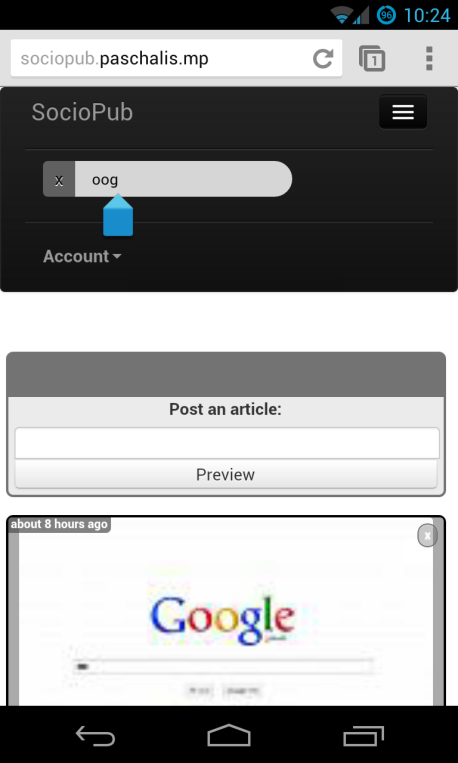 96 10:24
sociopub.paschalis.mp
1
SocioPub
x oog
Account
Post an article:
Preview
about 8 hours ago
x
Google